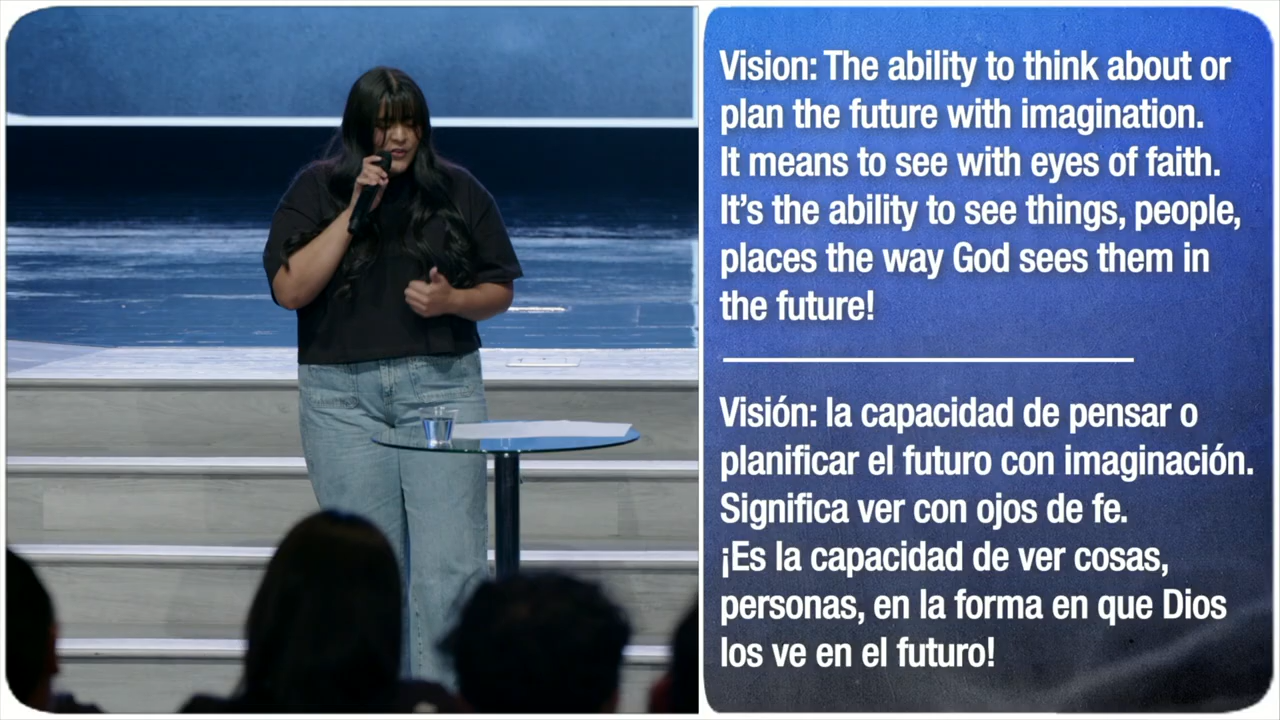 Vision: The ability to think about or
plan the future with imagination.
It means to see with eyes of faith.
It's the ability to see things, people,
places the way God sees them in
the future!
Visión: la capacidad de pensar o
planificar el futuro con imaginación.
Significa ver con ojos de fe.
¡Es la capacidad de ver cosas,
personas, en la forma en que Dios
los ve en el futuro!